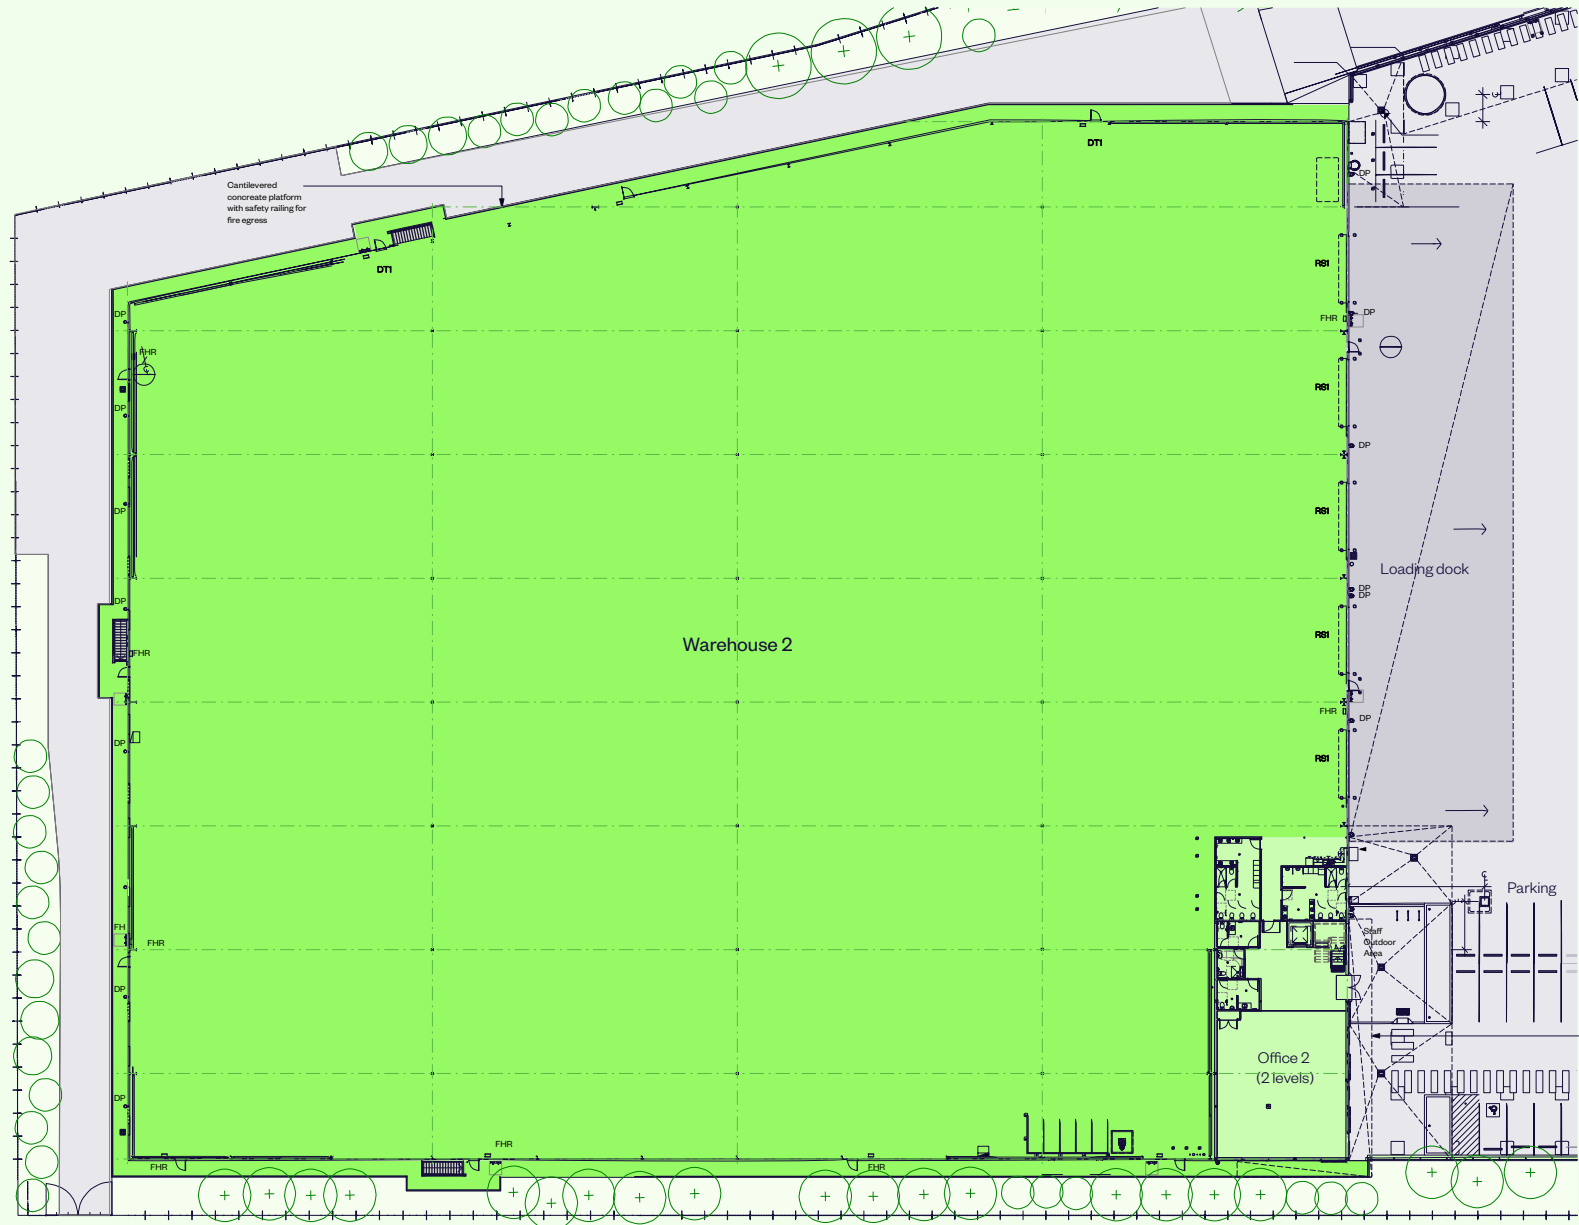 DT1
Cantilevered
concreate platform
with safety railing for
fire egress
DP
DT1
RS1
DP
FHR
DP
FHR
RS1
DP
DP
RS1
DP
Loading dock
DP
DP
DP
RS1
Warehouse 2
FHR
FHR
DP
DP
RS1
Parking
FH
FHR
Staff
Outdoor
Area
DP
Office 2
(2 levels)
DP
FHR
FHR
FHR